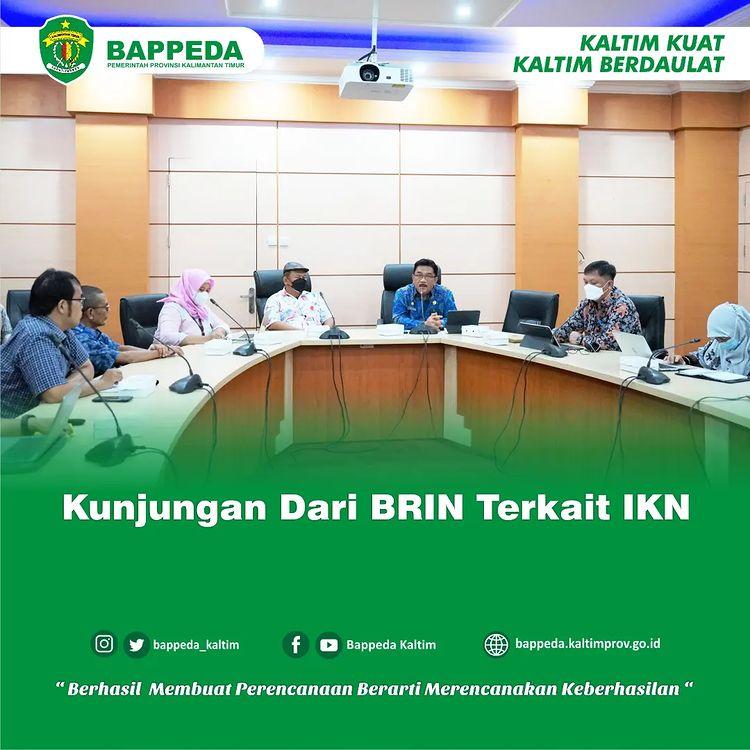 BAPPEDA
PEMERINTAH PROVINSI KALIMANTAN TIMUR
KALTIM KUAT
KALTIM BERDAULAT
Kunjungan Dari BRIN Terkait IKN
bappeda_kaltim
Bappeda Kaltim
bappeda.kaltimprov.go.id
“ Berhasil Membuat Perencanaan Berarti Merencanakan Keberhasilan “